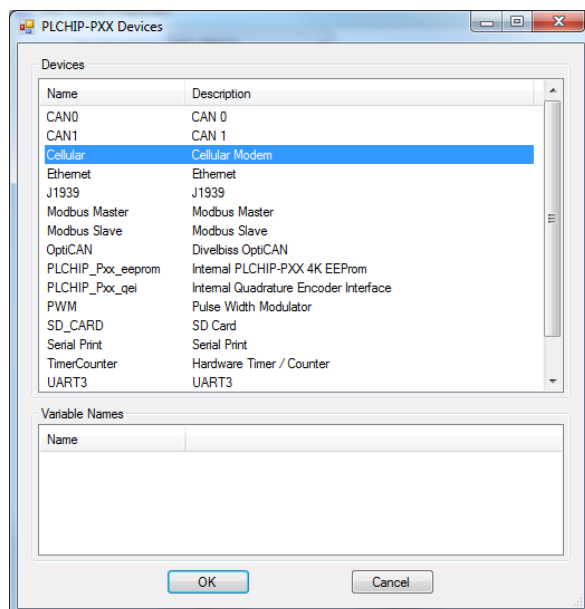 PLCHIP-PXX Devices
Devices
Name Description
CAN0 CAN 0
CAN1 CAN 1
Cellular Cellular Modem
Ethernet Ethernet
J1939 J1939
Modbus Master Modbus Master
Modbus Slave Modbus Slave
OptiCAN Divelbiss OptiCAN
PLCHIP_Pxx_eeprom Internal PLCHIP-PXX 4K EEProm
PLCHIP_Pxx_qei Internal Quadrature Encoder Interface
PWM Pulse Width Modulator
SD_CARD SD Card
Serial Print Serial Print
TimerCounter Hardware Timer / Counter
UART3 UART3
Variable Names
Name
OK Cancel